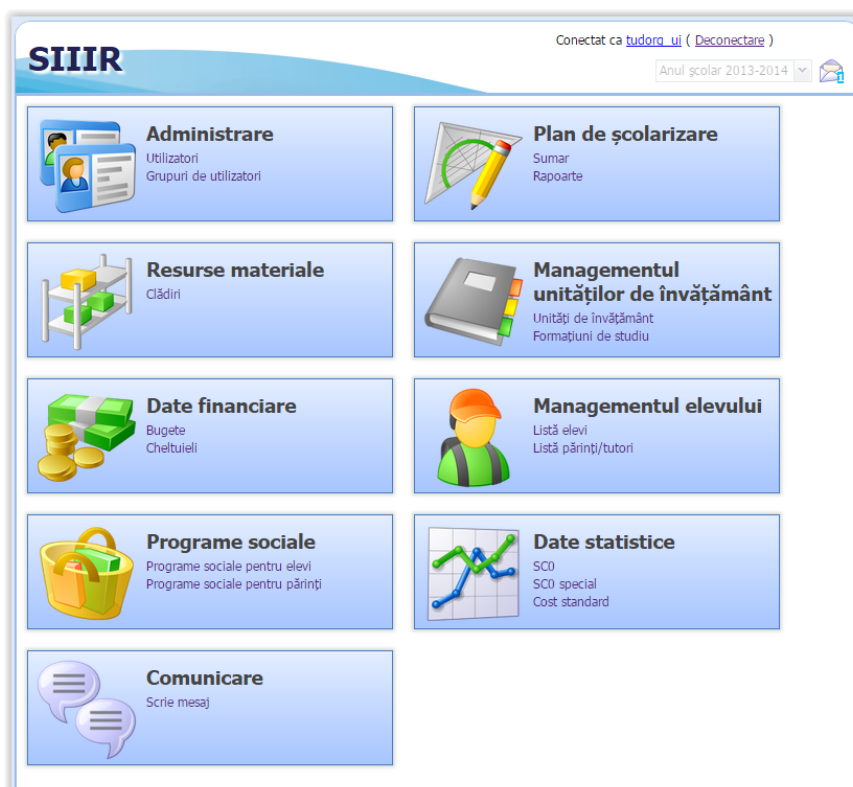 SIIIR
Conectat ca tudorg_ui ( Deconectare )
Anul școlar 2013-2014
Administrare
Utilizatori
Grupuri de utilizatori
Plan de școlarizare
Sumar
Rapoarte
Resurse materiale
Clădiri
Managementul
unităților de învățământ
Unități de învățământ
Formațiuni de studiu
Date financiare
Bugete
Cheltuieli
Managementul elevului
Listă elevi
Listă părinți/tutori
Programe sociale
Programe sociale pentru elevi
Programe sociale pentru părinți
Date statistice
SC0
SC0 special
Cost standard
Comunicare
Scrie mesaj